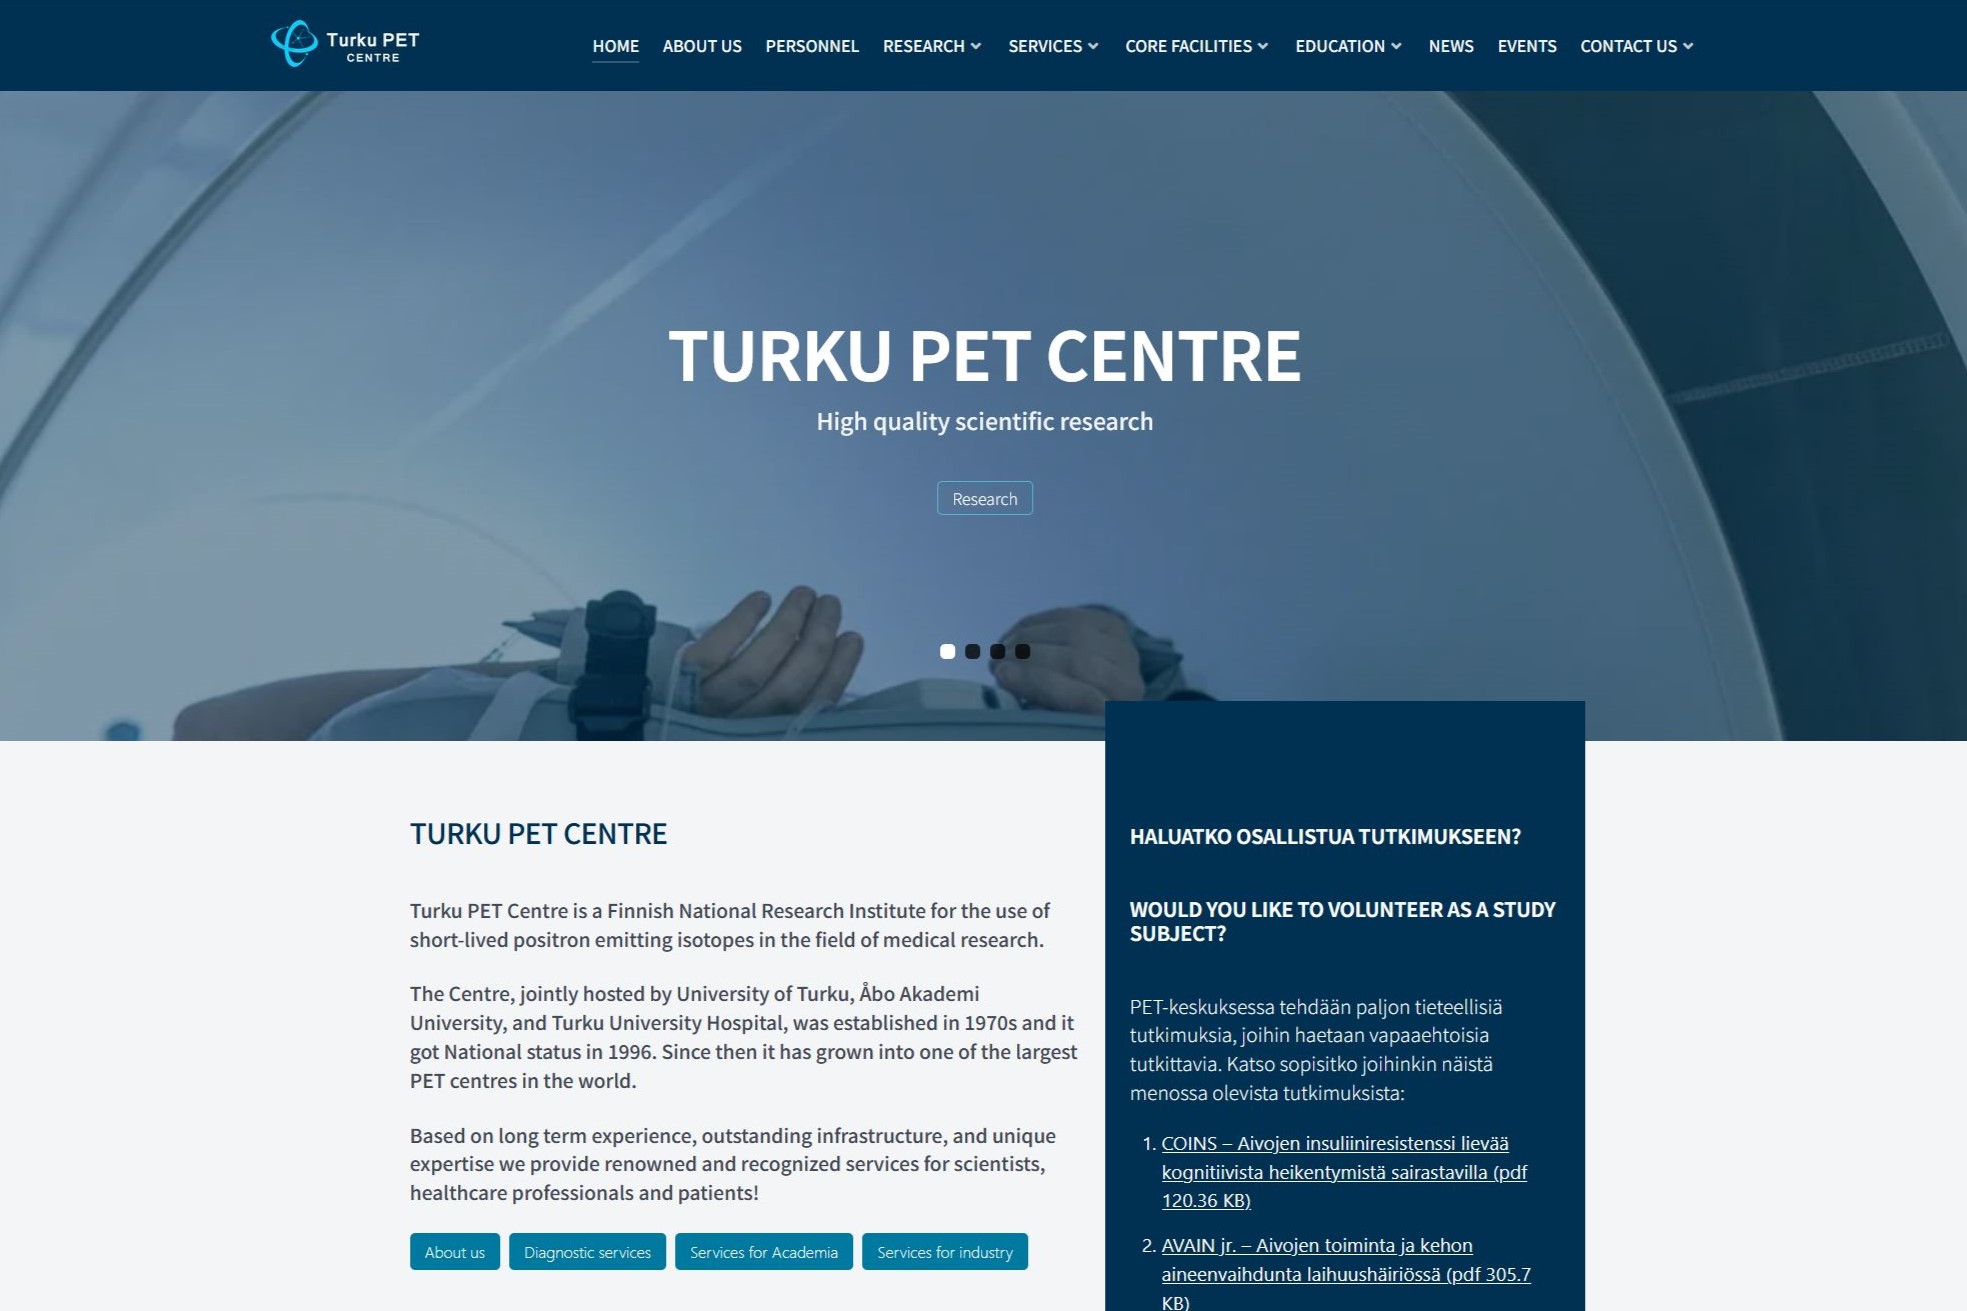 Turku PET
CENTRE
HOME ABOUT US PERSONNEL RESEARCH SERVICES CORE FACILITIES EDUCATION NEWS EVENTS CONTACT US
TURKU PET CENTRE
High quality scientific research
Research
TURKU PET CENTRE
Turku PET Centre is a Finnish National Research Institute for the use of
short-lived positron emitting isotopes in the field of medical research.
The Centre, jointly hosted by University of Turku, Åbo Akademi
University, and Turku University Hospital, was established in 1970s and it
got National status in 1996. Since then it has grown into one of the largest
PET centres in the world.
Based on long term experience, outstanding infrastructure, and unique
expertise we provide renowned and recognized services for scientists,
healthcare professionals and patients!
About us Diagnostic services Services for Academia Services for industry
HALUATKO OSALLISTUA TUTKIMUKSEEN?
WOULD YOU LIKE TO VOLUNTEER AS A STUDY
SUBJECT?
PET-keskuksessa tehdään paljon tieteellisiä
tutkimuksia, joihin haetaan vapaaehtoisia
tutkittavia. Katso sopisitko joihinkin näistä
menossa olevista tutkimuksista:
1. COINS – Aivojen insuliiniresistenssi lievää
kognitiivista heikentymistä sairastavilla (pdf
120.36 KB)
2. AVAIN jr. – Aivojen toiminta ja kehon
aineenvaihdunta laihuushäiriössä (pdf 305.7
KB)